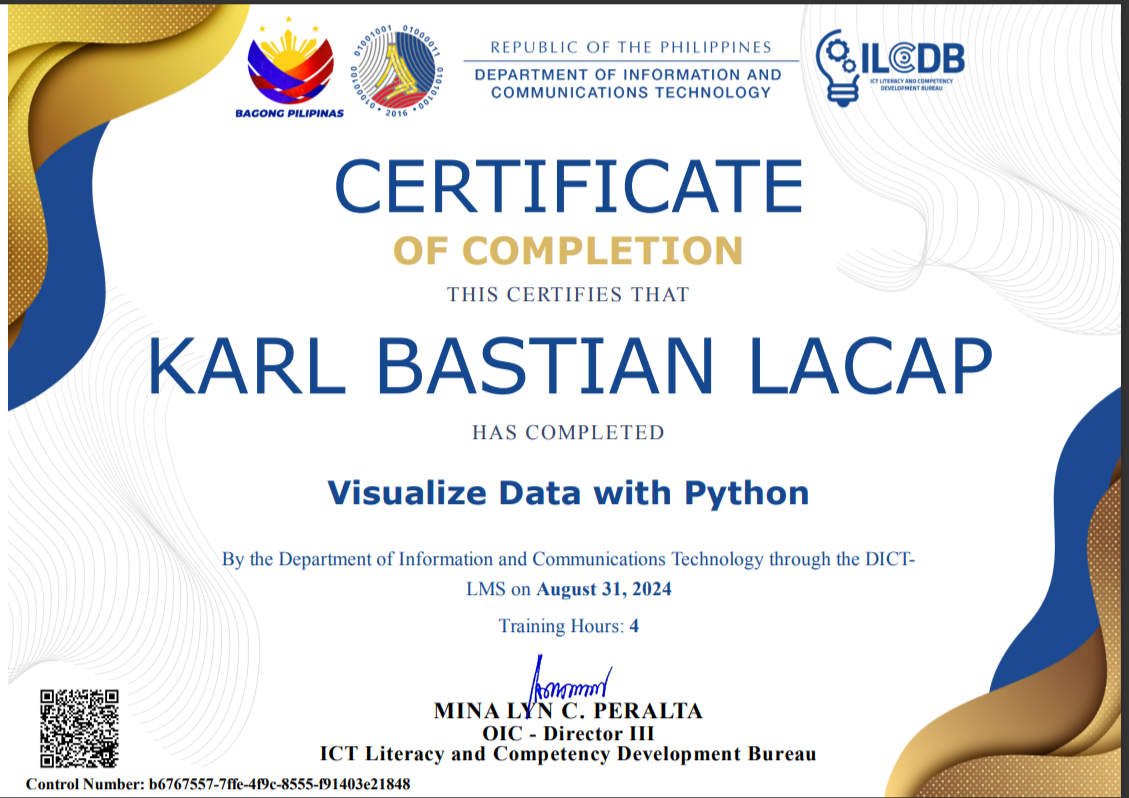 BAGONG PILIPINAS
01000100 01001001 01000011 01010100
2016
REPUBLIC OF THE PHILIPPINES
DEPARTMENT OF INFORMATION AND
COMMUNICATIONS TECHNOLOGY
ILCDB
ICT LITERACY AND COMPETENCY
DEVELOPMENT BUREAU
CERTIFICATE
OF COMPLETION
THIS CERTIFIES THAT
KARL BASTIAN LACAP
HAS COMPLETED
Visualize Data with Python
By the Department of Information and Communications Technology through the DICT-
LMS on August 31, 2024
Training Hours: 4
MINA LYN C. PERALTA
OIC - Director III
ICT Literacy and Competency Development Bureau
Control Number: b6767557-7ffe-4f9c-8555-f91403e21848